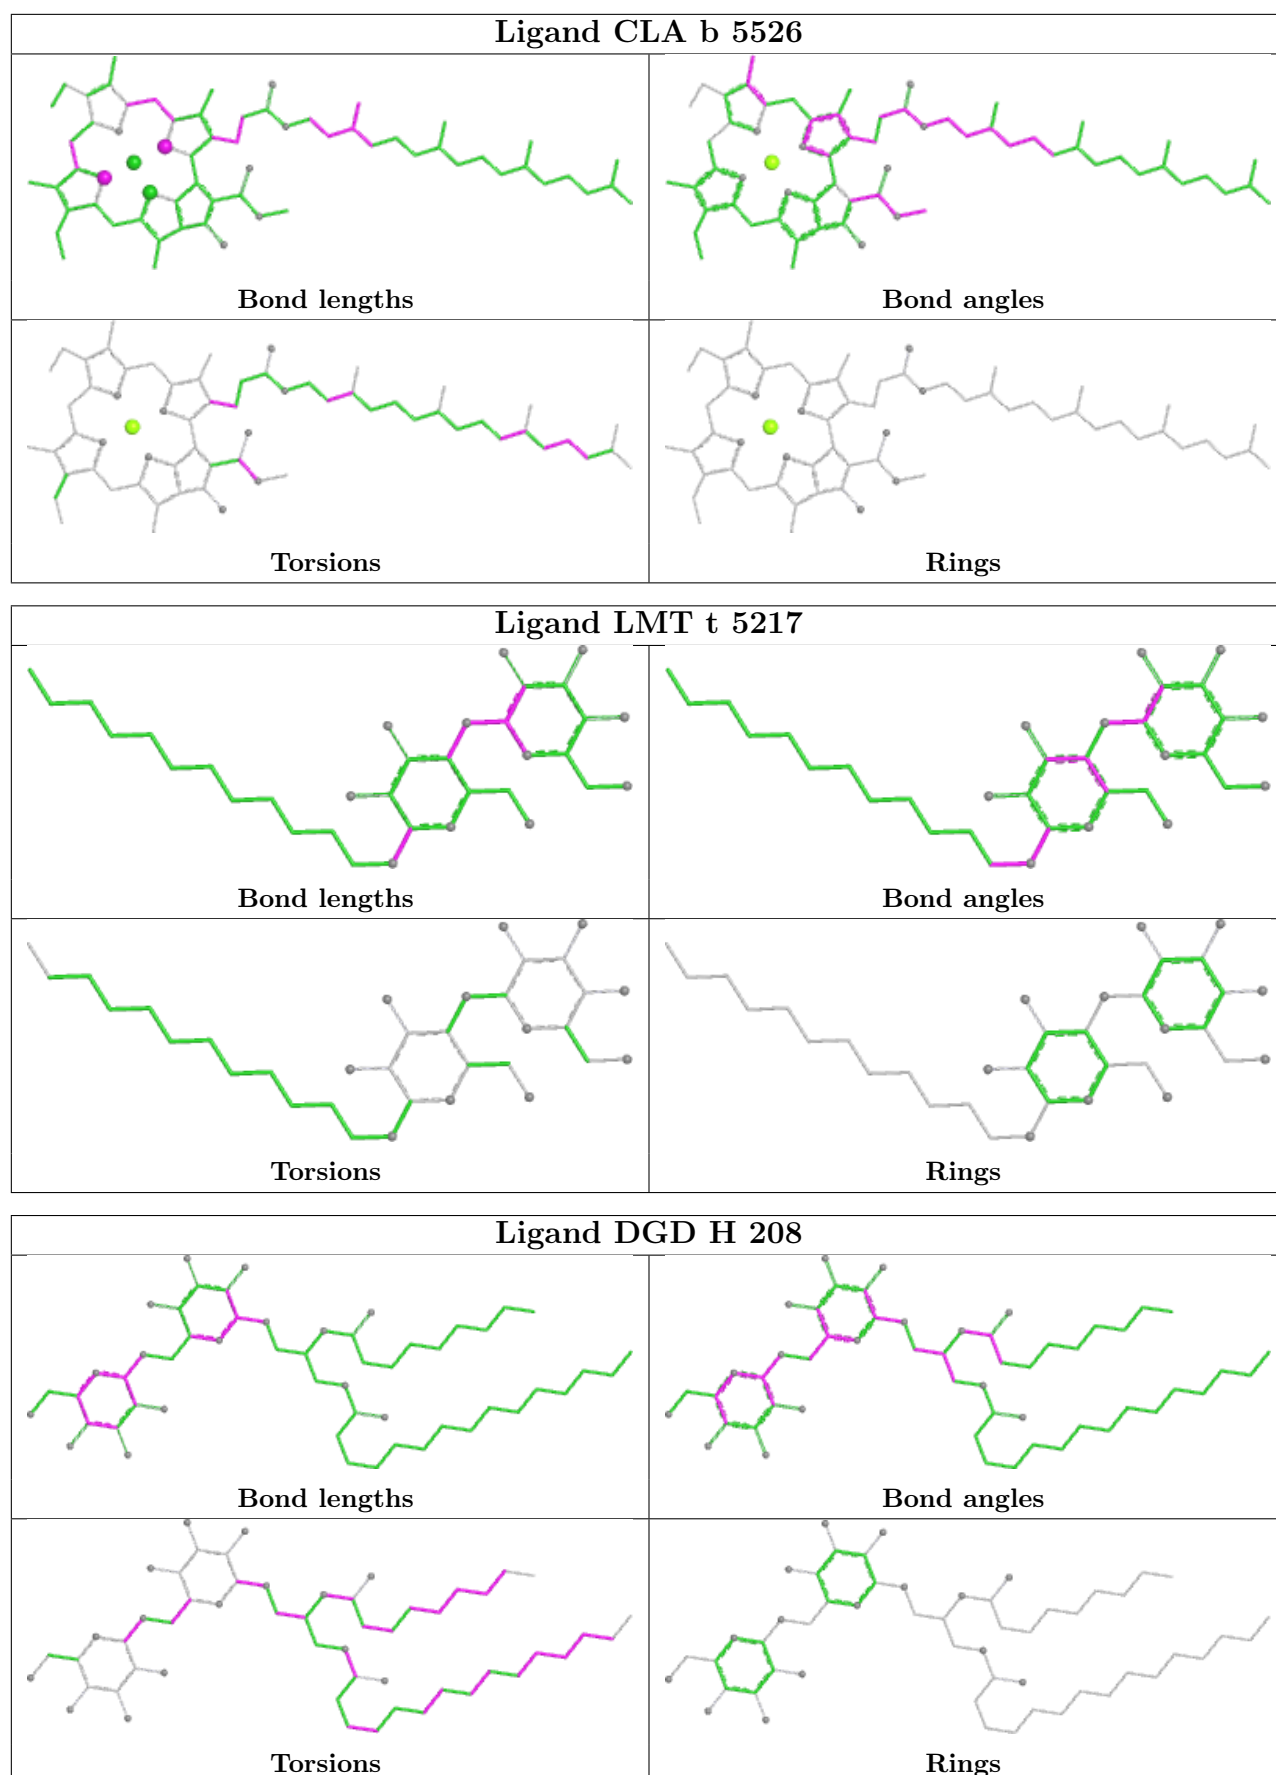 Ligand CLA b 5526
Bond lengths
Bond angles
Torsions
Rings
Ligand LMT t 5217
Bond lengths
Bond angles
Torsions
Rings
Ligand DGD H 208
Bond lengths
Bond angles
Torsions
Rings